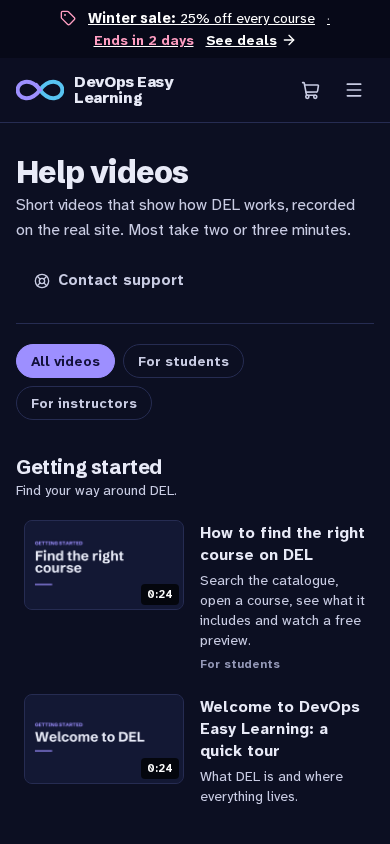 Winter sale: 25% off every course ·
Ends in 2 days See deals →
DevOps Easy
Learning
Help videos
Short videos that show how DEL works, recorded
on the real site. Most take two or three minutes.
Contact support
All videos
For students
For instructors
Getting started
Find your way around DEL.
GETTING STARTED
Find the right
course
0:24
How to find the right
course on DEL
Search the catalogue,
open a course, see what it
includes and watch a free
preview.
For students
GETTING STARTED
Welcome to DEL
0:24
Welcome to DevOps
Easy Learning: a
quick tour
What DEL is and where
everything lives.